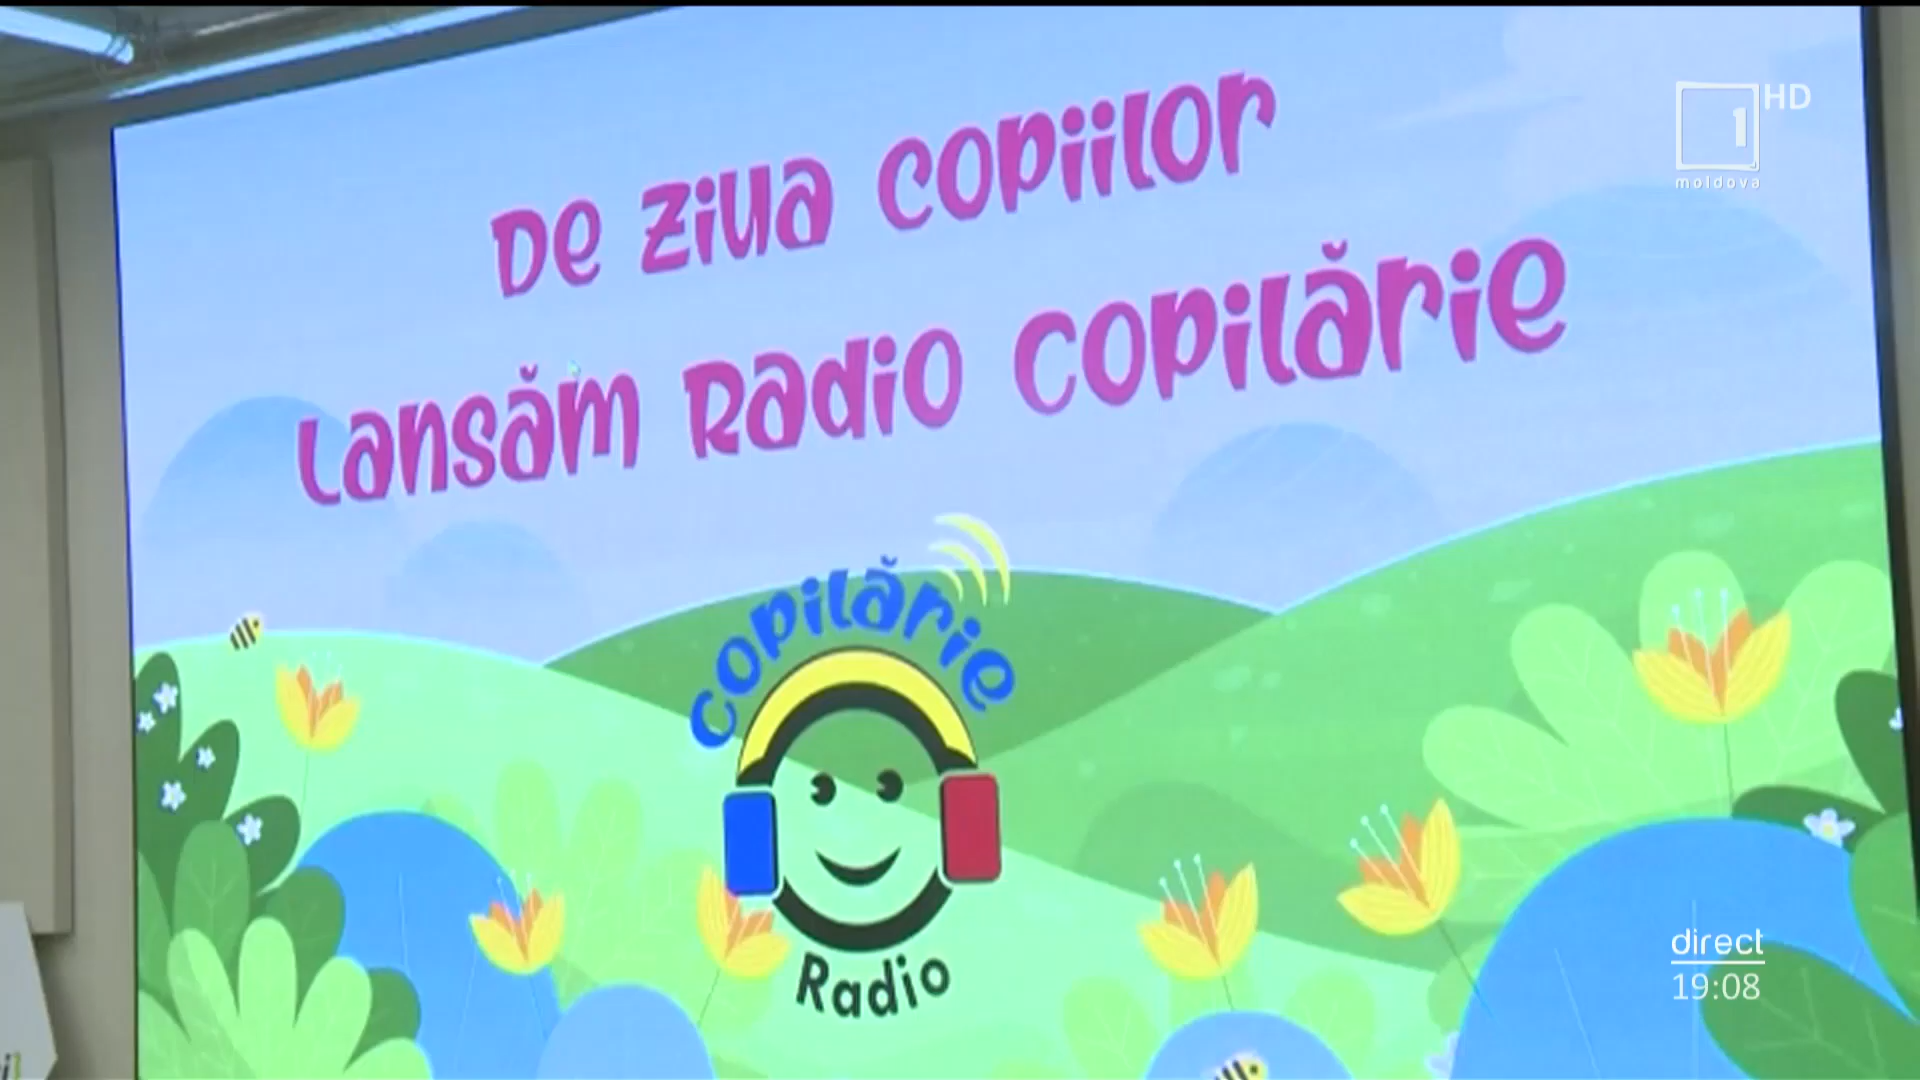 De Ziua Copiilor
Lansăm Radio Copilărie
Copilărie
Radio
1 HD
moldova
direct
19:08